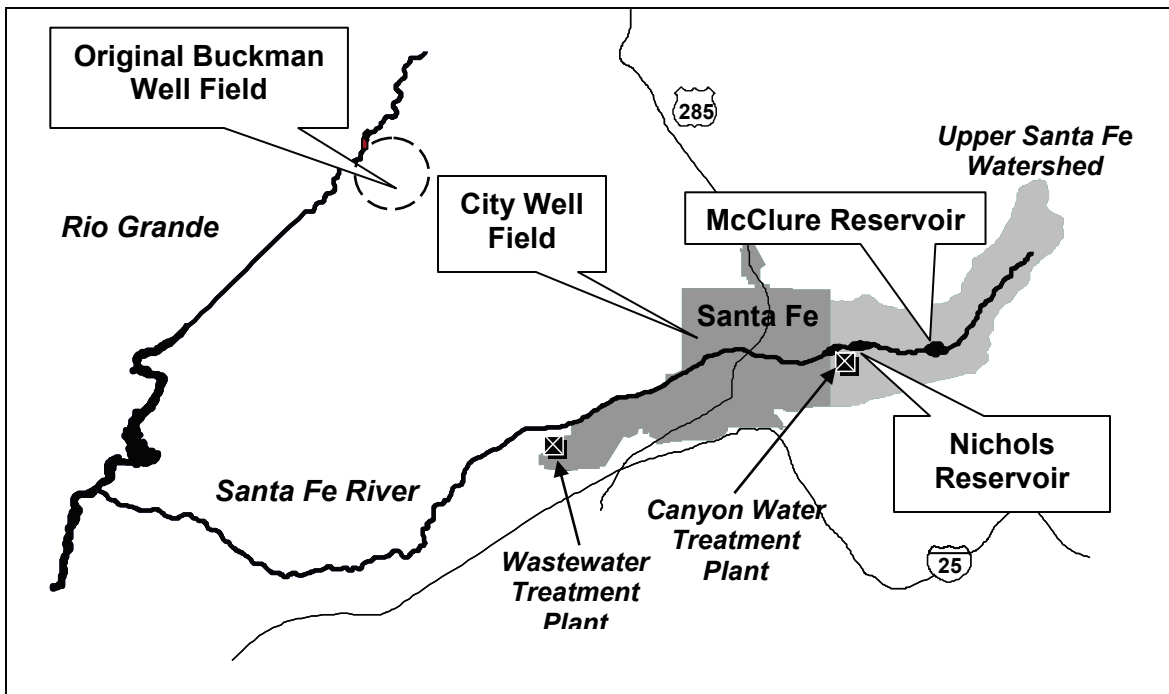 Original Buckman
Well Field
285
Upper Santa Fe
Watershed
City Well
Field
McClure Reservoir
Rio Grande
Santa Fe
Nichols
Reservoir
Santa Fe River
Canyon Water
Treatment
Plant
Wastewater
Treatment
Plant
25